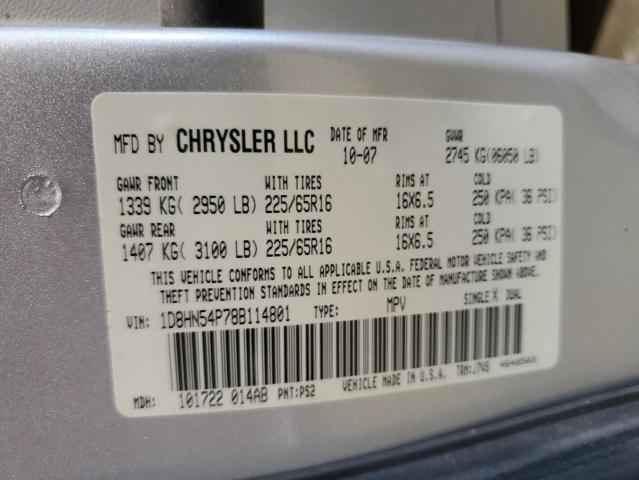 MFD BY CHRYSLER LLC DATE OF MFR 10-07 GVWR 2745 KG(06050 LB)
GAWR FRONT WITH TIRES RIMS AT COLD
1339 KG( 2950 LB) 225/65R16 16X6.5 250 KPA( 36 PSI)
GAWR REAR WITH TIRES RIMS AT COLD
1407 KG( 3100 LB) 225/65R16 16X6.5 250 KPA( 36 PSI)
THIS VEHICLE CONFORMS TO ALL APPLICABLE U.S.A. FEDERAL MOTOR VEHICLE SAFETY AND
THEFT PREVENTION STANDARDS IN EFFECT ON THE DATE OF MANUFACTURE SHOWN ABOVE.
VIN: 1D8HN54P78B114801 TYPE: MPV SINGLE X DUAL
MDH: 101722 014AB PNT:PS2 VEHICLE MADE IN U.S.A. TRM:J7VS